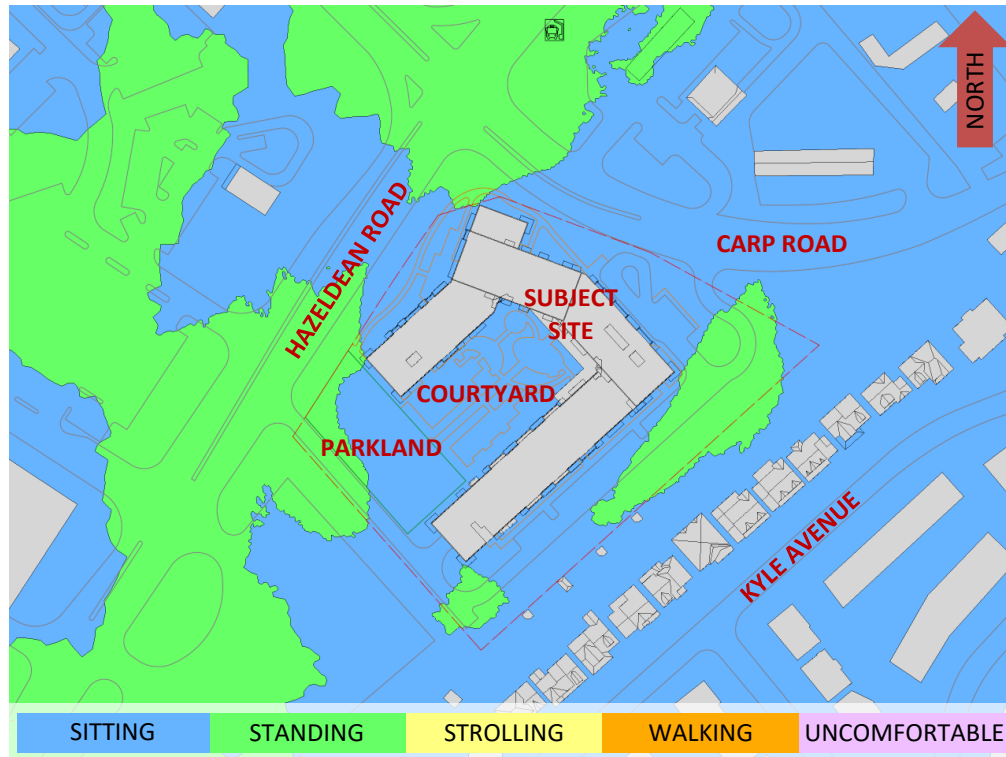 NORTH
HAZELDEAN ROAD
CARP ROAD
SUBJECT
SITE
COURTYARD
PARKLAND
KYLE AVENUE
SITTING
STANDING
STROLLING
WALKING
UNCOMFORTABLE